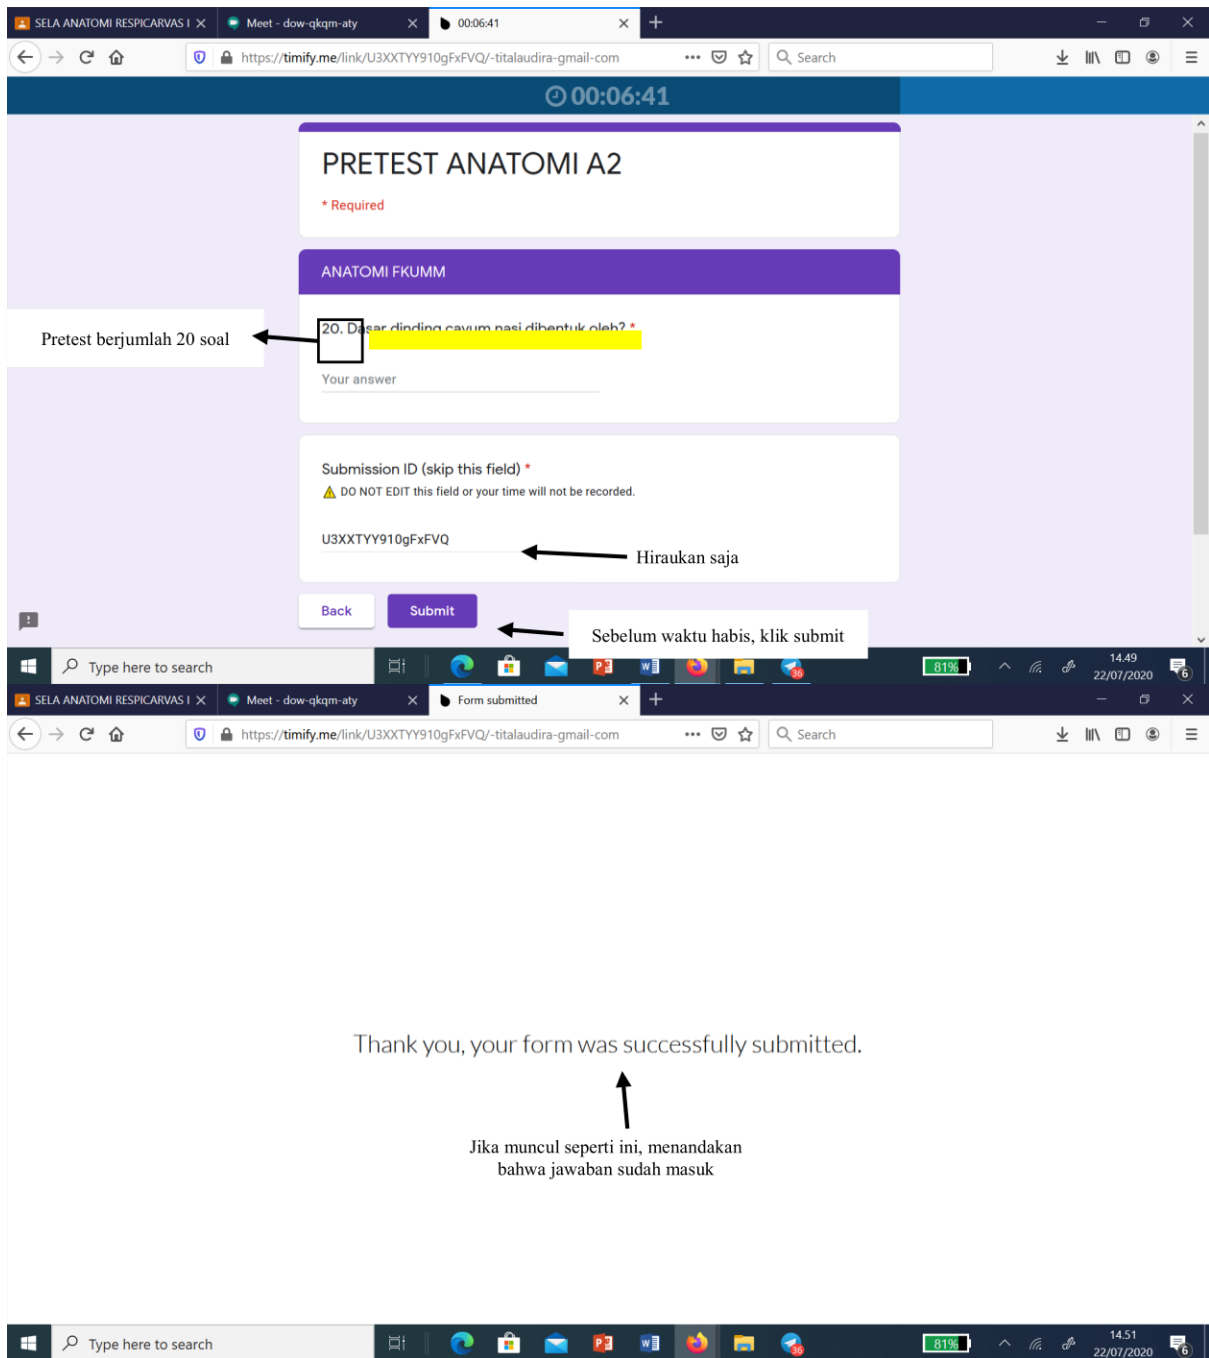 SELA ANATOMI RESPICARVAS I
Meet - dow-qkqm-aty
00:06:41
https://timify.me/link/U3XXTYY910gFxFVQ/-titalaudira-gmail-com
Search
00:06:41
PRETEST ANATOMI A2
* Required
ANATOMI FKUMM
20. Dasar dinding cavum nasi dibentuk oleh? *
Pretest berjumlah 20 soal
Your answer
Submission ID (skip this field) *
DO NOT EDIT this field or your time will not be recorded.
U3XXTYY910gFxFVQ
Hiraukan saja
Back
Submit
Sebelum waktu habis, klik submit
Type here to search
36
81%
14.49
22/07/2020
6
SELA ANATOMI RESPICARVAS I
Meet - dow-qkqm-aty
Form submitted
https://timify.me/link/U3XXTYY910gFxFVQ/-titalaudira-gmail-com
Search
Thank you, your form was successfully submitted.
Jika muncul seperti ini, menandakan
bahwa jawaban sudah masuk
Type here to search
36
81%
14.51
22/07/2020
6